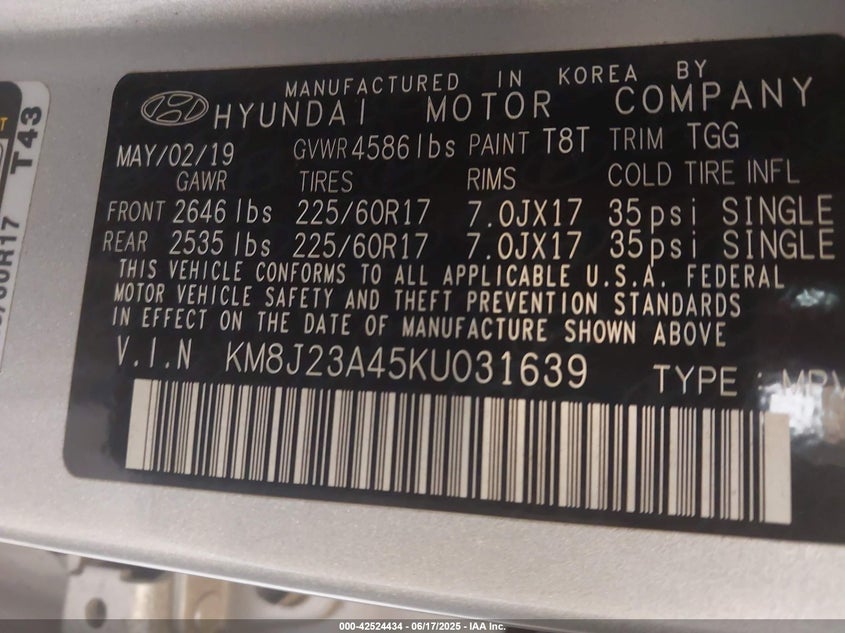 MANUFACTURED IN KOREA BY
HYUNDAI MOTOR COMPANY
MAY/02/19 GVWR 4586 lbs PAINT T8T TRIM TGG
GAWR TIRES RIMS COLD TIRE INFL
FRONT 2646 lbs 225/60R17 7.0JX17 35psi SINGLE
REAR 2535 lbs 225/60R17 7.0JX17 35psi SINGLE
THIS VEHICLE CONFORMS TO ALL APPLICABLE U.S.A. FEDERAL
MOTOR VEHICLE SAFETY AND THEFT PREVENTION STANDARDS
IN EFFECT ON THE DATE OF MANUFACTURE SHOWN ABOVE
V.I.N KM8J23A45KU031639 TYPE : MPV
T43
/60R17
000-42524434 - 06/17/2025 - IAA Inc.